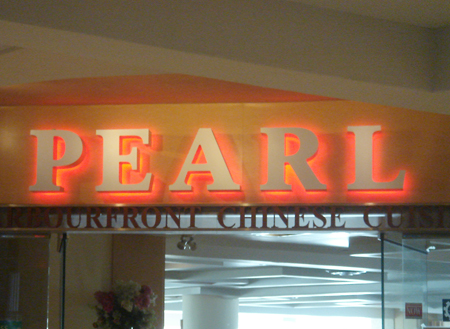 PEARL
RBOURFRONT CHINESE CUIS